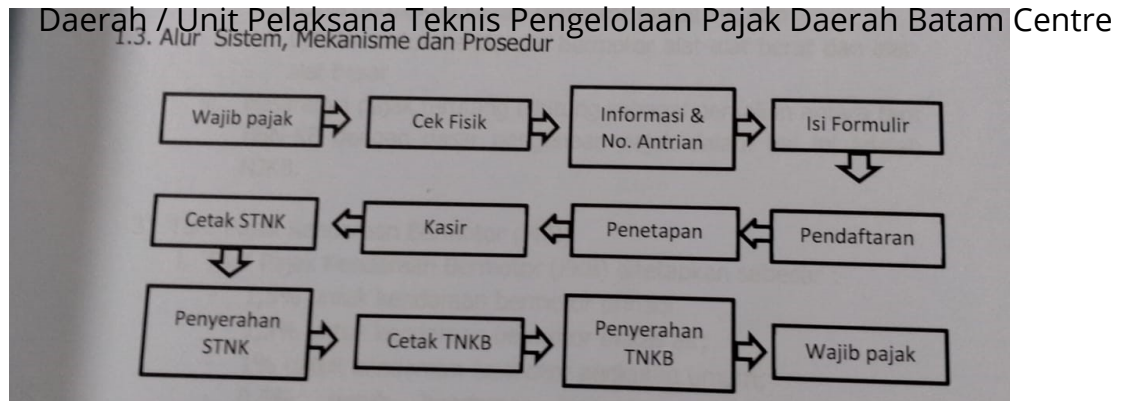 Daerah / Unit Pelaksana Teknis Pengelolaan Pajak Daerah Batam Centre
1.3. Alur Sistem, Mekanisme dan Prosedur
Wajib pajak
Cek Fisik
Informasi &
No. Antrian
Isi Formulir
Pendaftaran
Penetapan
Kasir
Cetak STNK
Penyerahan
STNK
Cetak TNKB
Penyerahan
TNKB
Wajib pajak